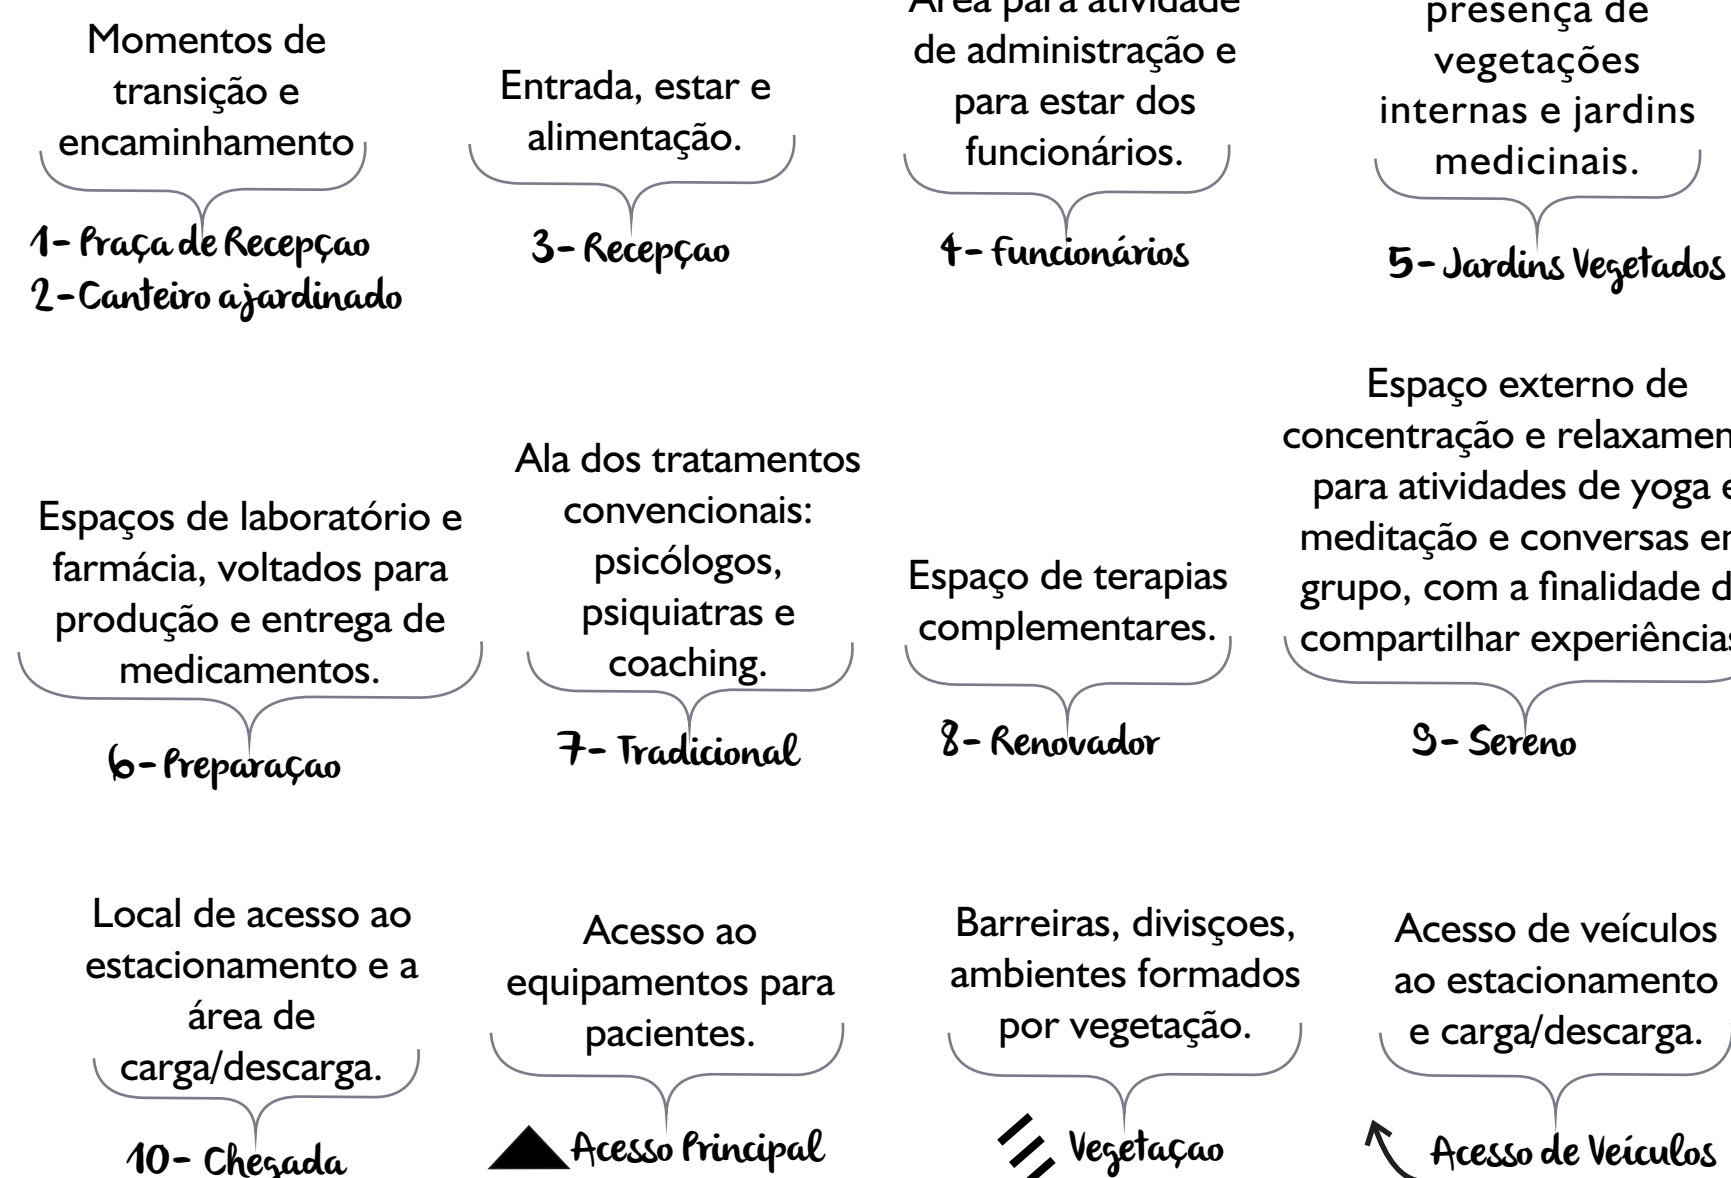 Momentos de
transição e
encaminhamento
1- Praça de Recepçao
2-Canteiro ajardinado
Entrada, estar e
alimentação.
3- Recepçao
Área para atividade
de administração e
para estar dos
funcionários.
4- funcionários
presença de
vegetações
internas e jardins
medicinais.
5- Jardins Vegetados
Espaços de laboratório e
farmácia, voltados para
produção e entrega de
medicamentos.
6- Preparaçao
Ala dos tratamentos
convencionais:
psicólogos,
psiquiatras e
coaching.
7- Tradicional
Espaço de terapias
complementares.
8- Renovador
Espaço externo de
concentração e
para atividades de yoga e
meditação e conversas
grupo, com a finalidade
compartilhar experiências
9- Sereno
Local de acesso ao
estacionamento e a
área de
carga/descarga.
10- Chegada
Acesso ao
equipamentos para
pacientes.
Acesso Principal
Barreiras, divisçoes,
ambientes formados
por vegetação.
Vegetaçao
Acesso de veículos
ao estacionamento
e carga/descarga.
Acesso de Veículos